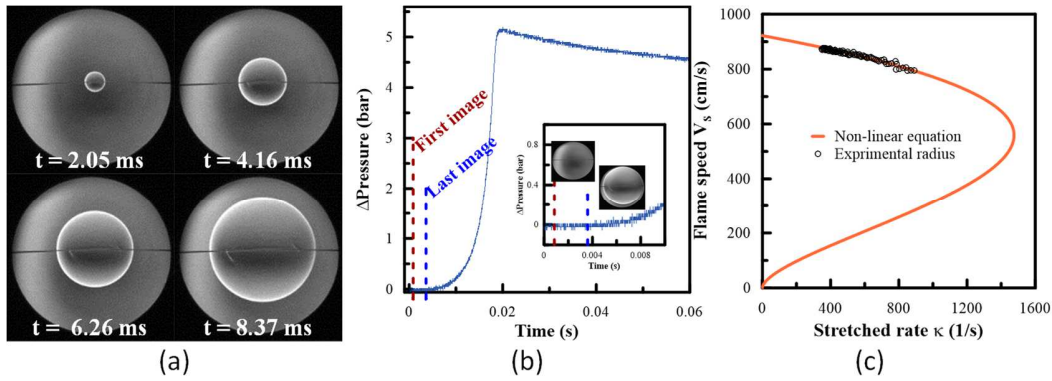 (a)
t = 2.05 ms
t = 4.16 ms
t = 6.26 ms
t = 8.37 ms
(b)
ΔPressure (bar)
5
4
3
2
1
0
First image
Last image
ΔPressure (bar)
0.8
0.4
0
0
0.004
0.008
Time (s)
0
0.02
0.04
0.06
Time (s)
(c)
Flame speed Vs (cm/s)
1000
800
600
400
200
0
Non-linear equation
Exprimental radius
0
400
800
1200
1600
Stretched rate κ (1/s)
(a)
(b)
(c)